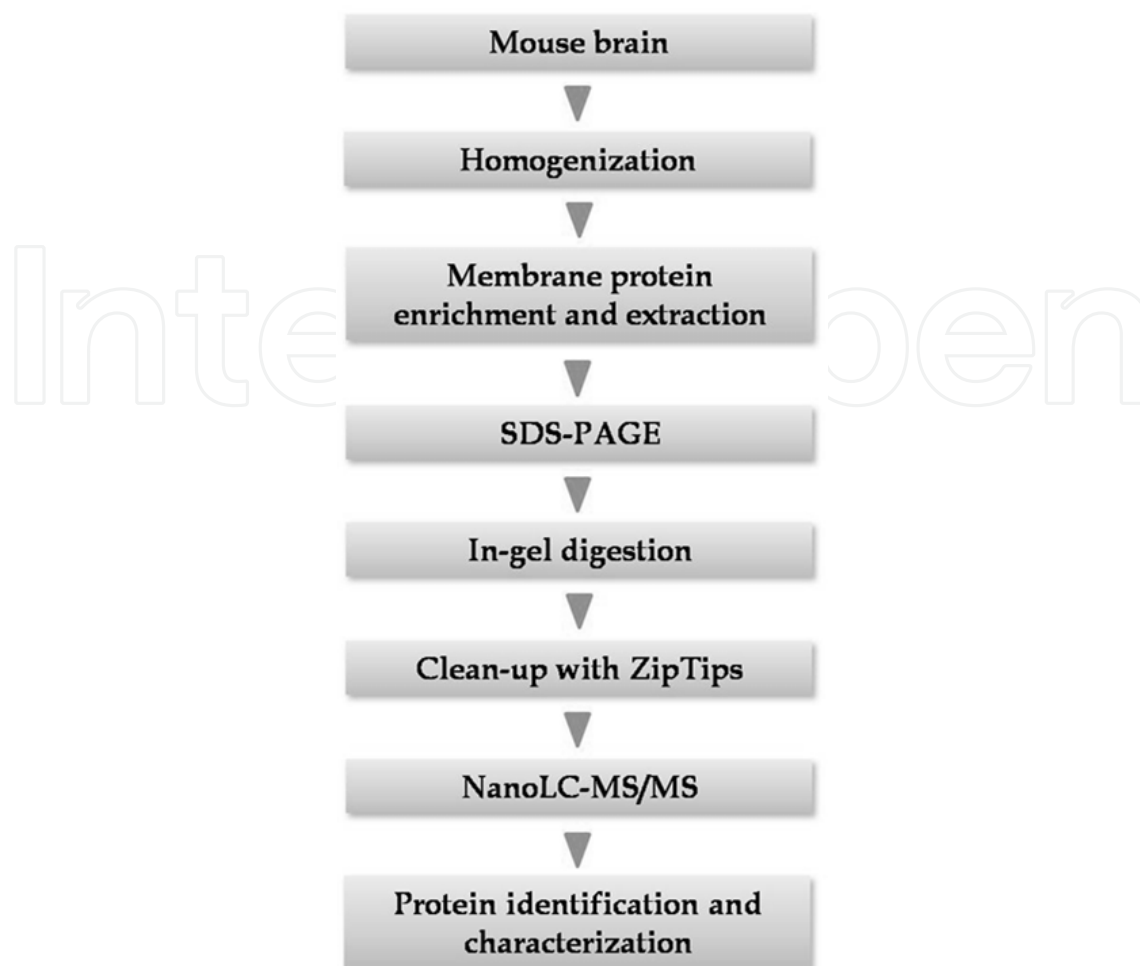 Mouse brain
Homogenization
Membrane protein
enrichment and extraction
SDS-PAGE
In-gel digestion
Clean-up with ZipTips
NanoLC-MS/MS
Protein identification and
characterization